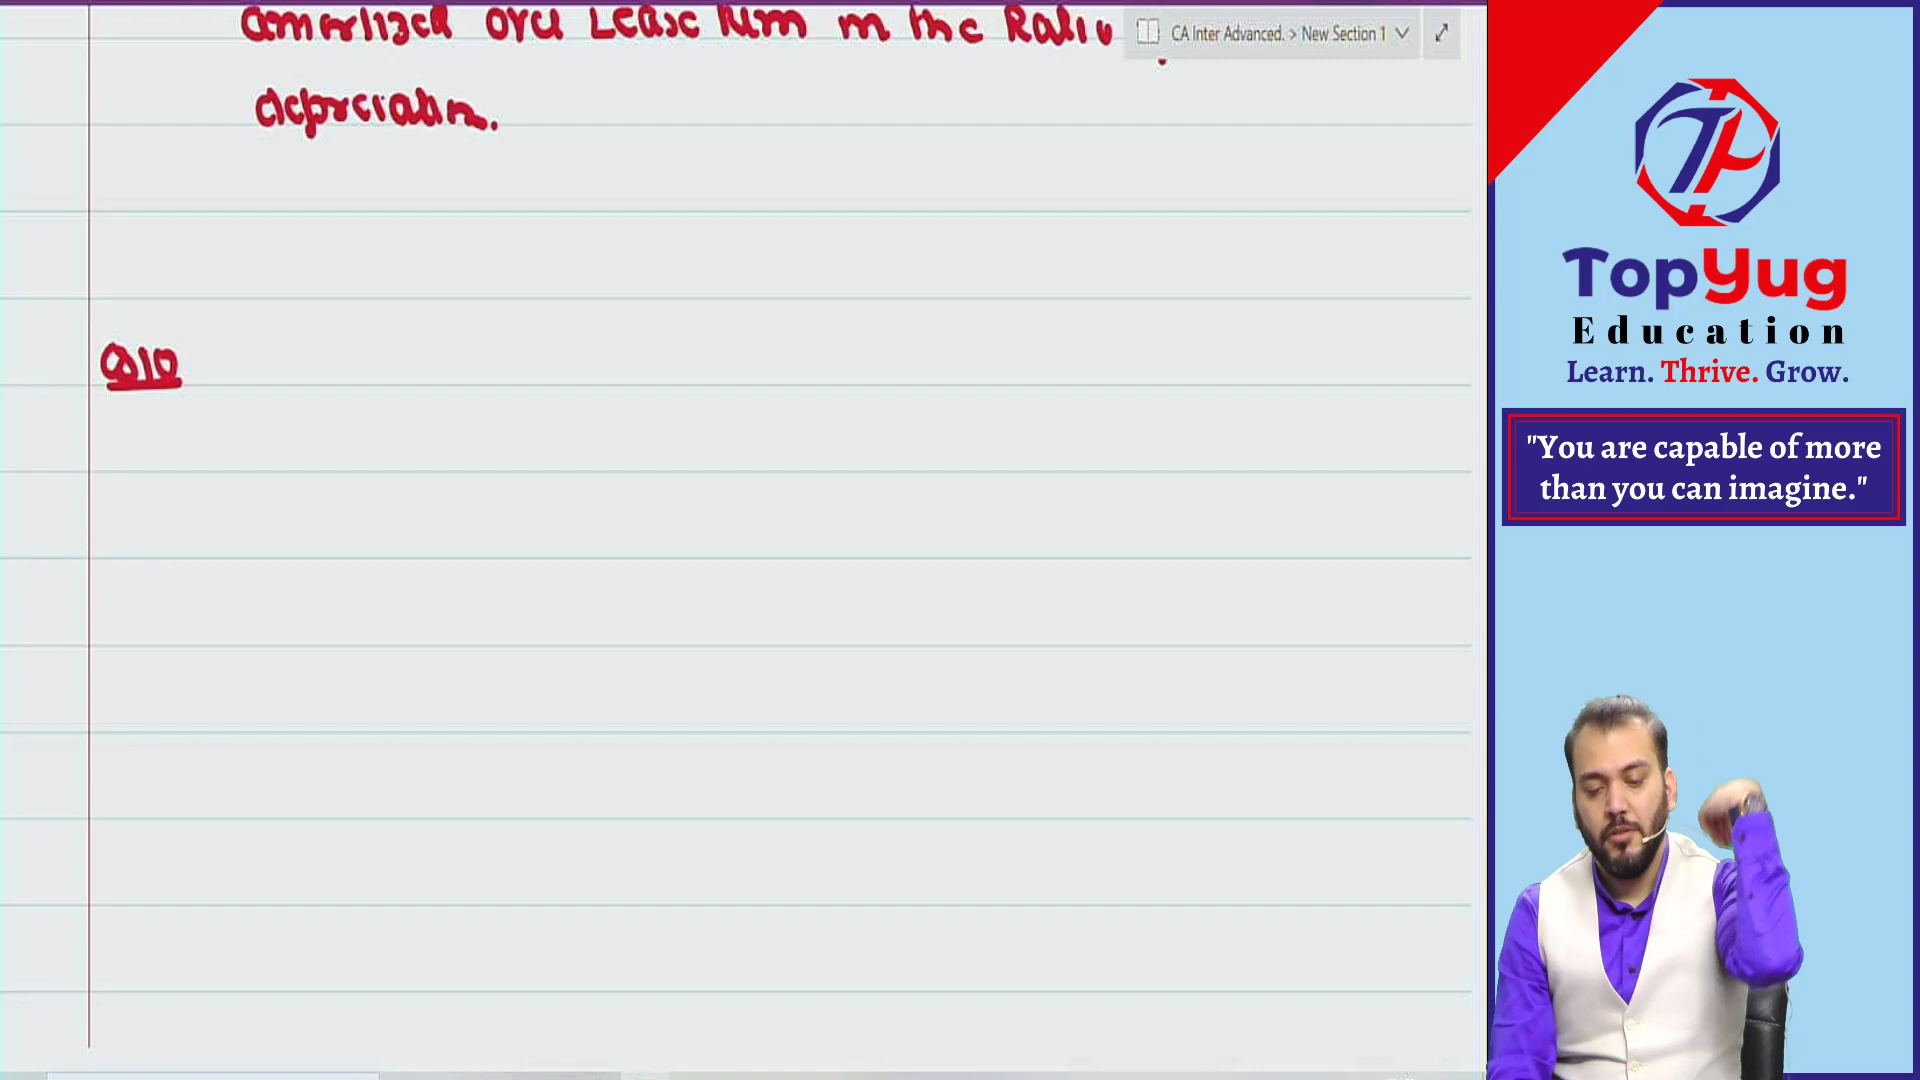 amortized over Lease term in the Ratio
depreciation.
CA Inter Advanced. > New Section 1
Q10
TopYug
Education
Learn. Thrive. Grow.
"You are capable of more
than you can imagine."